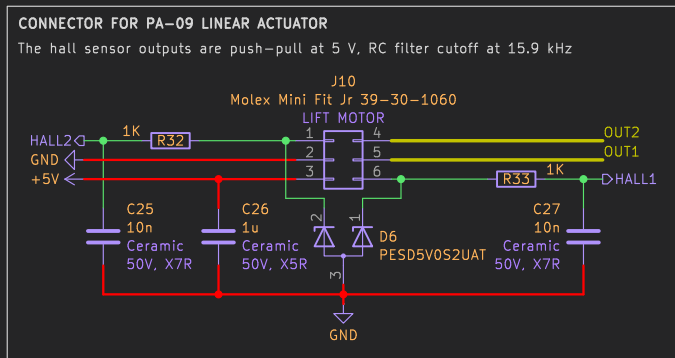 CONNECTOR FOR PA-09 LINEAR ACTUATOR
The hall sensor outputs are push-pull at 5 V, RC filter cutoff at 15.9 kHz
J10
Molex Mini Fit Jr 39-30-1060
LIFT MOTOR
HALL2
1K
R32
1
4
OUT2
GND
2
5
OUT1
+5V
3
6
R33
1K
HALL1
C25
10n
Ceramic
50V, X7R
C26
1u
Ceramic
50V, X5R
2
1
3
D6
PESD5V0S2UAT
C27
10n
Ceramic
50V, X7R
GND